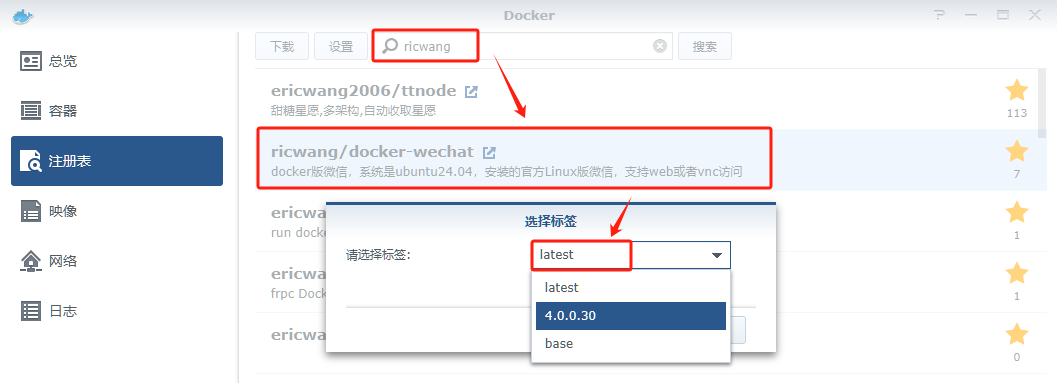 Docker
总览
容器
注册表
映像
网络
日志
下载
设置
ricwang
搜索
ericwang2006/ttnode
甜糖星愿,多架构,自动收取星愿
113
ricwang/docker-wechat
docker版微信，系统是ubuntu24.04，安装的官方Linux版微信，支持web或者vnc访问
7
ericw
run docke
1
ericwa
frpc Dock
1
ericwa
0
选择标签
请选择标签:
latest
latest
4.0.0.30
base